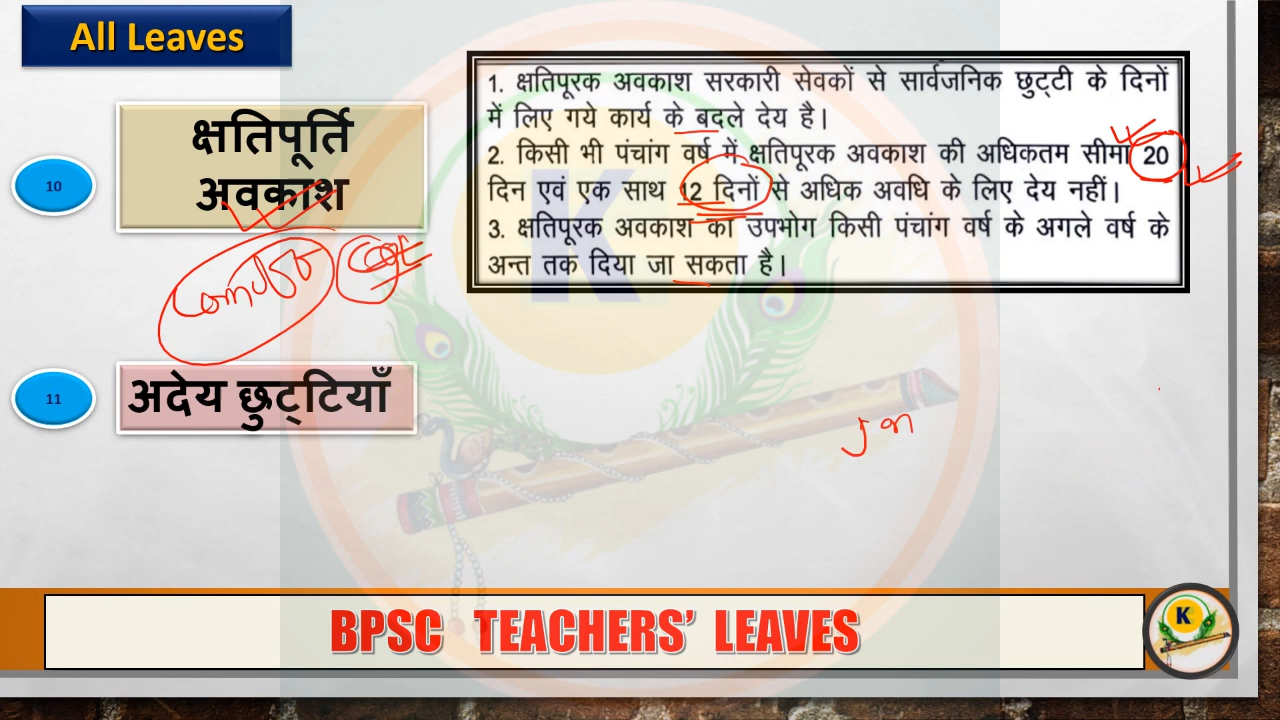 All Leaves
10
क्षतिपूर्ति
अवकाश
1. क्षतिपूरक अवकाश सरकारी सेवकों से सार्वजनिक छुट्टी के दिनों
में लिए गये कार्य के बदले देय है।
2. किसी भी पंचांग वर्ष में क्षतिपूरक अवकाश की अधिकतम सीमा 20
दिन एवं एक साथ 12 दिनों से अधिक अवधि के लिए देय नहीं।
3. क्षतिपूरक अवकाश का उपभोग किसी पंचांग वर्ष के अगले वर्ष के
अन्त तक दिया जा सकता है।
11
अदेय छुट्टियाँ
K
BPSC TEACHERS’ LEAVES
K